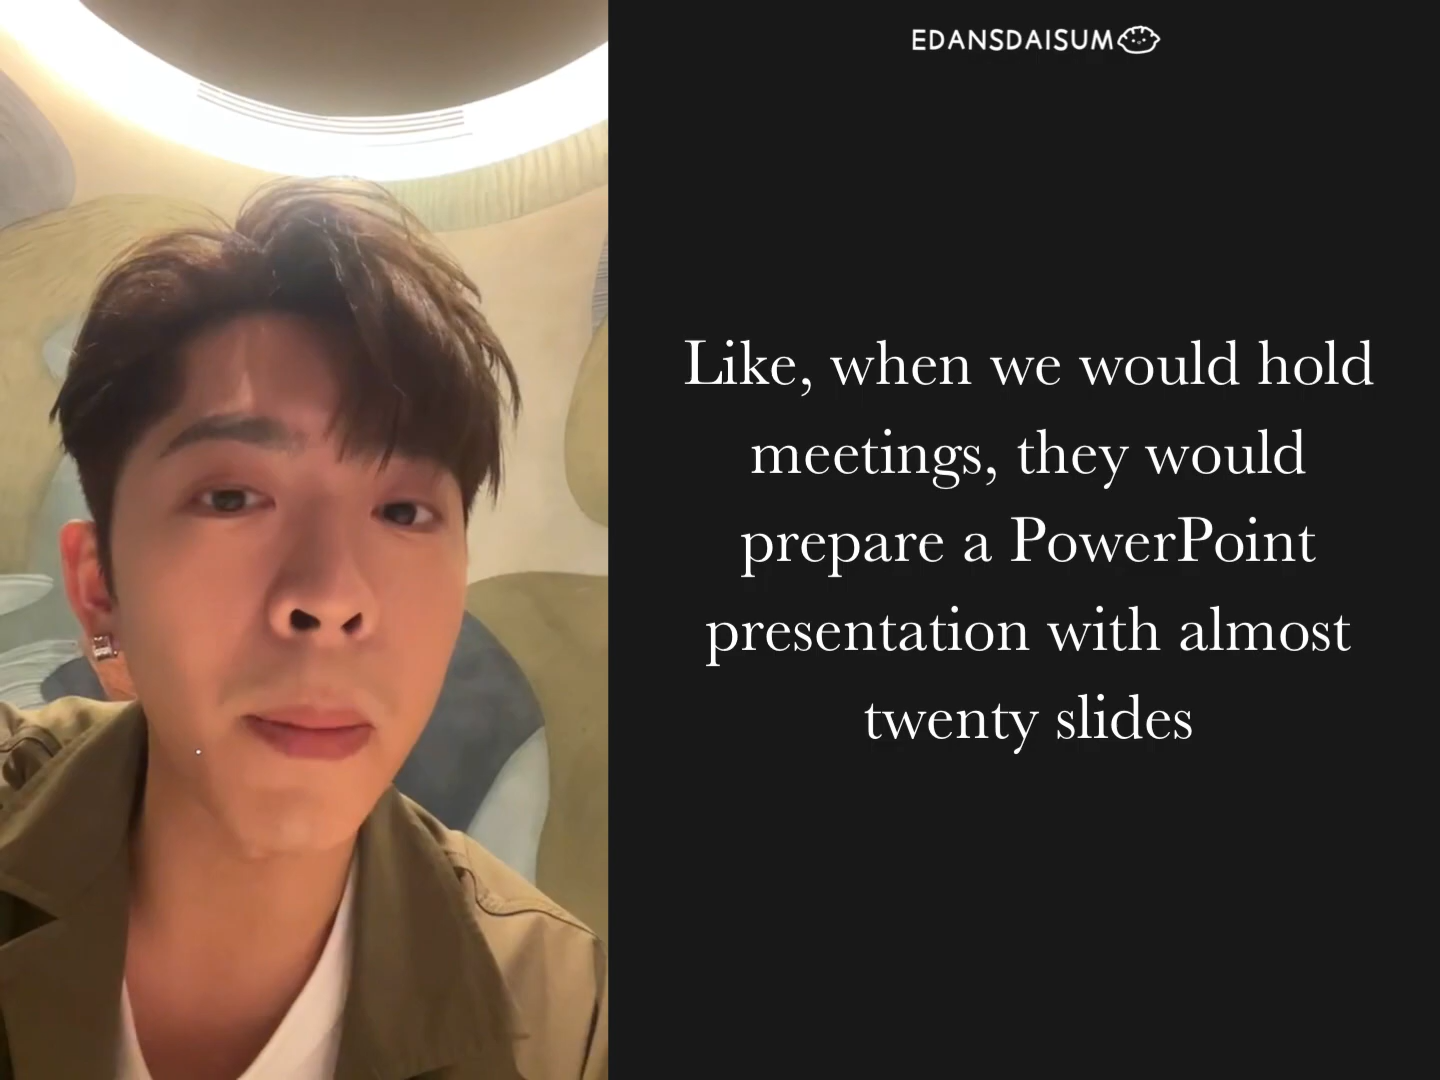 EDANSDAISUM
Like, when we would hold
meetings, they would
prepare a PowerPoint
presentation with almost
twenty slides